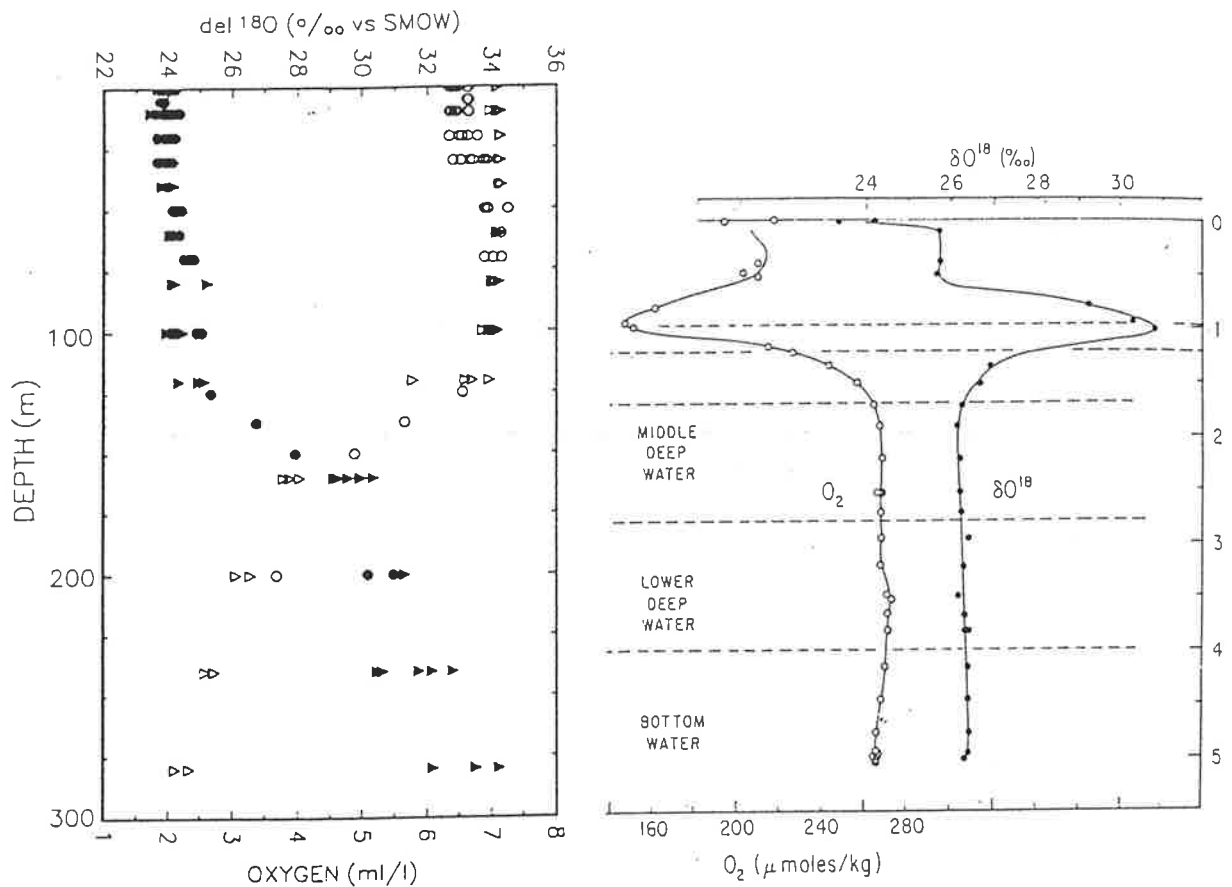 del 18O (o/oo vs SMOW)
22 24 26 28 30 32 34 36
DEPTH (m)
100
200
300
1 2 3 4 5 6 7 8
OXYGEN (ml/l)
δO18 (‰)
24 26 28 30
0
1
2
3
4
5
MIDDLE
DEEP
WATER
O2
δO18
LOWER
DEEP
WATER
BOTTOM
WATER
160 200 240 280
O2 (μmoles/kg)